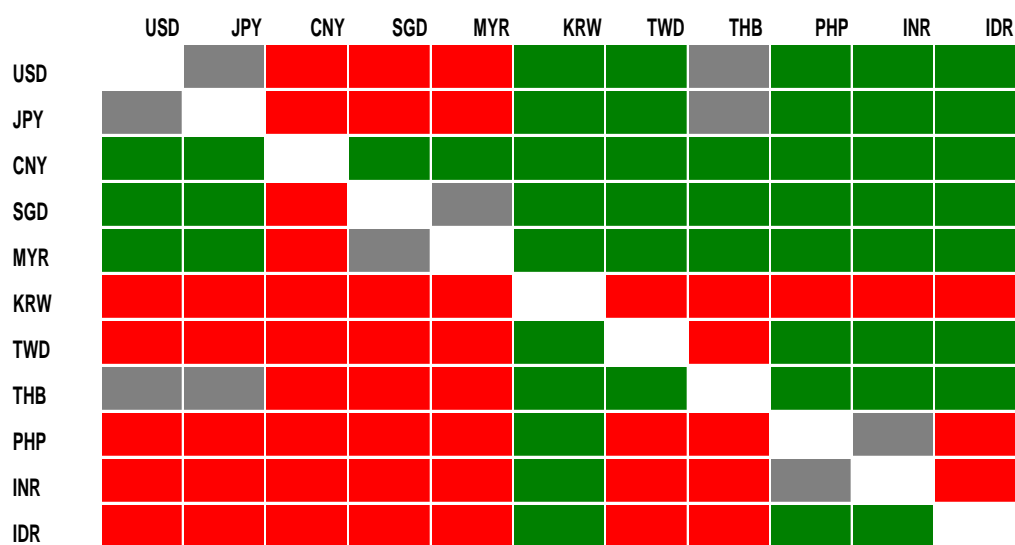 USD JPY CNY SGD MYR KRW TWD THB PHP INR IDR
USD
JPY
CNY
SGD
MYR
KRW
TWD
THB
PHP
INR
IDR